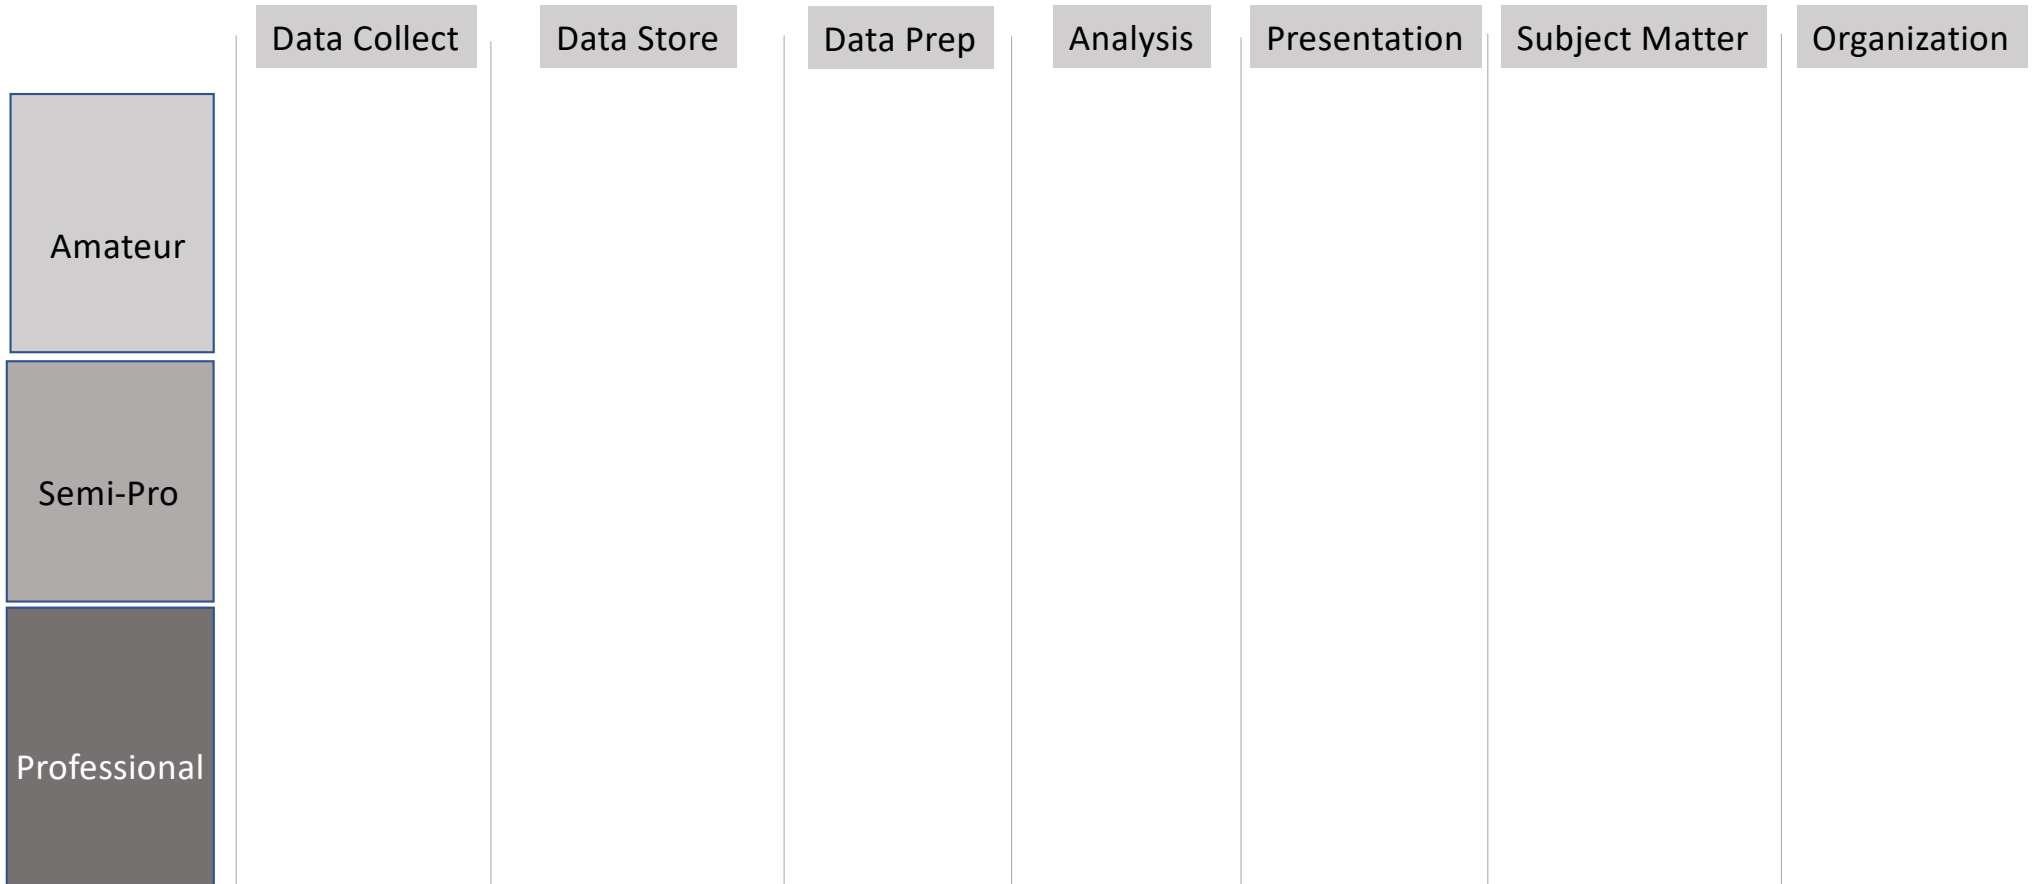 Data Collect
Data Store
Data Prep
Analysis
Presentation
Subject Matter
Organization
Amateur
Semi-Pro
Professional